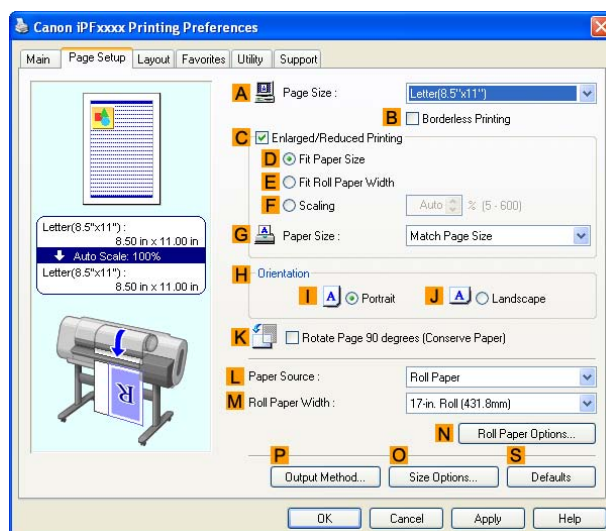 Canon iPFxxxx Printing Preferences
Main Page Setup Layout Favorites Utility Support
A Page Size : Letter(8.5"x11")
B Borderless Printing
C Enlarged/Reduced Printing
D Fit Paper Size
E Fit Roll Paper Width
F Scaling Auto % (5 - 600)
Letter(8.5"x11") :
8.50 in x 11.00 in
Auto Scale: 100%
Letter(8.5"x11") :
8.50 in x 11.00 in
G A Paper Size : Match Page Size
H Orientation
I A Portrait J A Landscape
K Rotate Page 90 degrees (Conserve Paper)
R
L Paper Source : Roll Paper
M Roll Paper Width : 17-in. Roll (431.8mm)
N Roll Paper Options...
P O S
Output Method... Size Options... Defaults
OK Cancel Apply Help